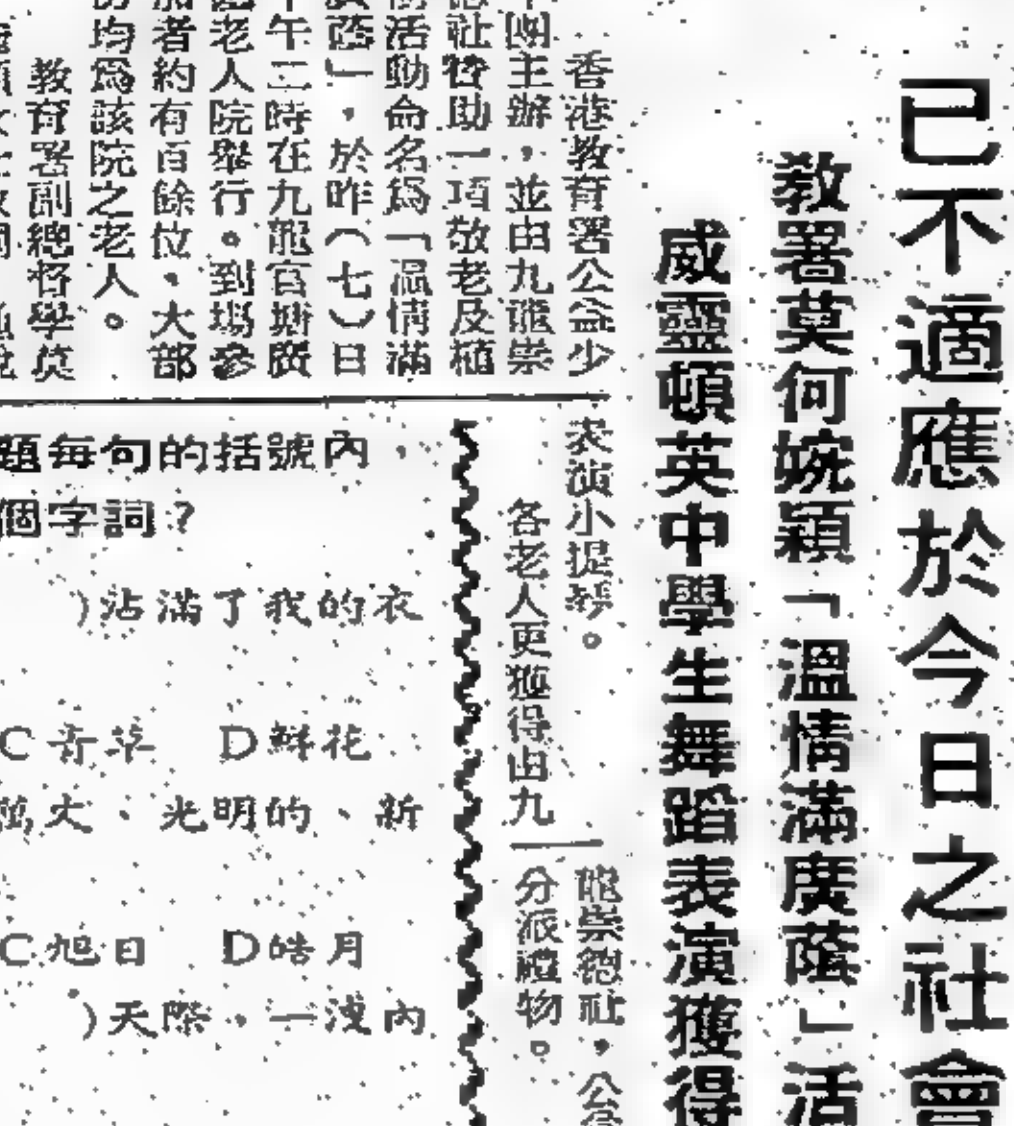 已不適應於今日之社會
教署莫何婉穎「溫情滿廣蔭」活
威靈頓英中學生舞蹈表演獲得
香港教育署公益少
團主辦，並由九龍崇
社贊助一項敬老及植
活動命名為「溫情滿
蔭」，於昨（七）日
午二時在九龍官塘廣
老人院舉行。到場參
者約有百餘位，大部
均為該院之老人。
教育署副總督學莫
表演小提琴。
各老人更獲得由九
龍崇德社，公
分派禮物。
題每句的括號內，
個字詞？
)沾滿了我的衣
C青草 D鮮花
大、光明的、新
C旭日 D皓月
)天際，一淺內